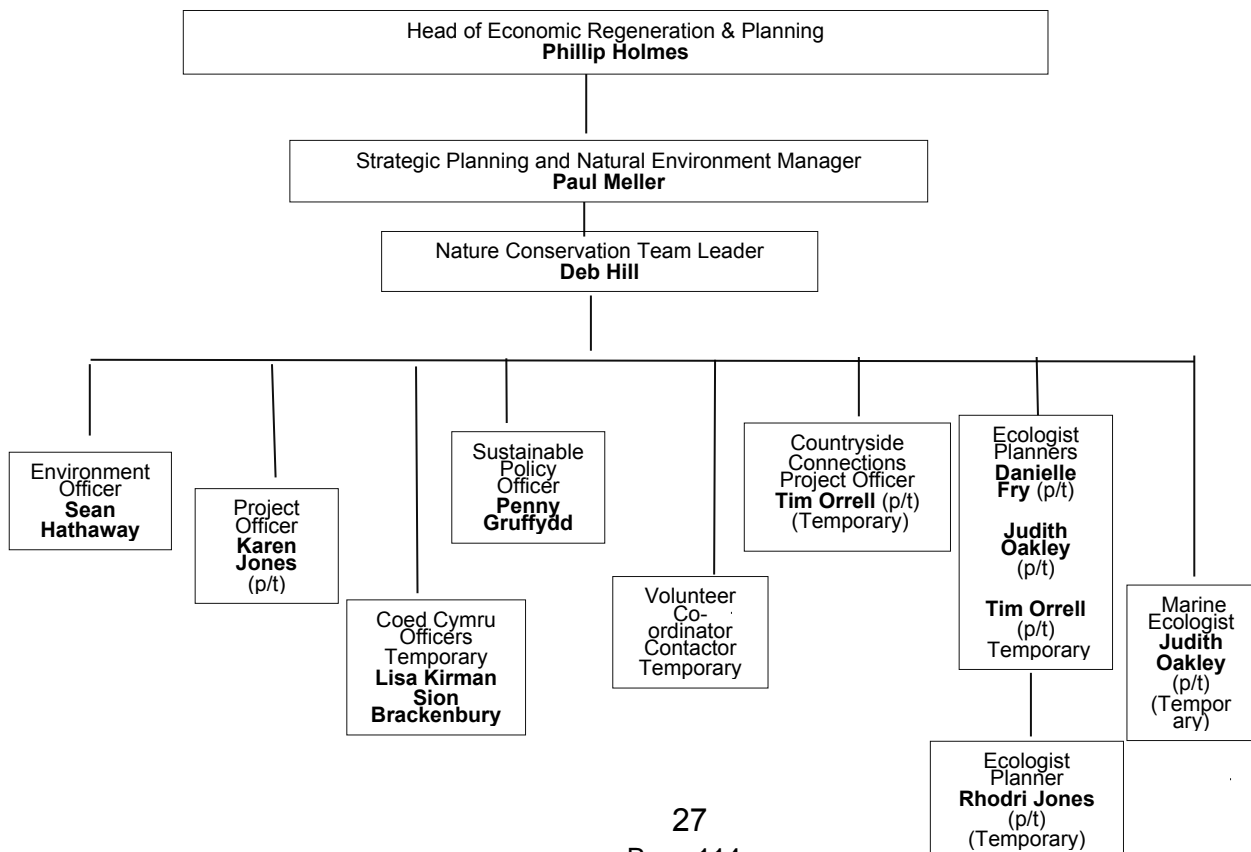 Head of Economic Regeneration & Planning
Phillip Holmes
Strategic Planning and Natural Environment Manager
Paul Meller
Nature Conservation Team Leader
Deb Hill
Environment
Officer
Sean
Hathaway
Project
Officer
Karen
Jones
(p/t)
Coed Cymru
Officers
Temporary
Lisa Kirman
Sion
Brackenbury
Sustainable
Policy
Officer
Penny
Gruffydd
Volunteer
Co-
ordinator
Contactor
Temporary
Countryside
Connections
Project Officer
Tim Orrell (p/t)
(Temporary)
Ecologist
Planners
Danielle
Fry (p/t)
Judith
Oakley
(p/t)
Tim Orrell
(p/t)
Temporary
Marine
Ecologist
Judith
Oakley
(p/t)
(Tempor
ary)
Ecologist
Planner
Rhodri Jones
(p/t)
(Temporary)
27